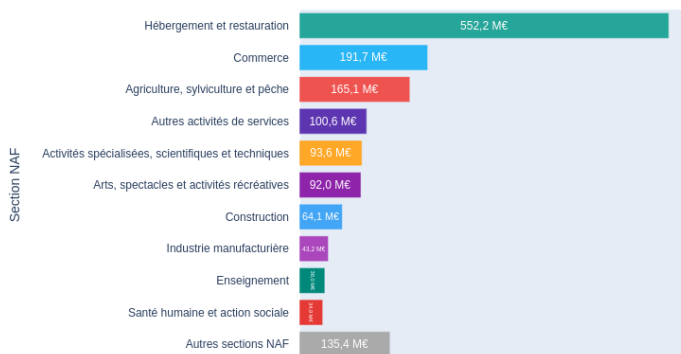 Section NAF
Hébergement et restauration 552,2 M€
Commerce 191,7 M€
Agriculture, sylviculture et pêche 165,1 M€
Autres activités de services 100,6 M€
Activités spécialisées, scientifiques et techniques 93,6 M€
Arts, spectacles et activités récréatives 92,0 M€
Construction 64,1 M€
Industrie manufacturière 43,2 M€
Enseignement
Santé humaine et action sociale
Autres sections NAF 135,4 M€